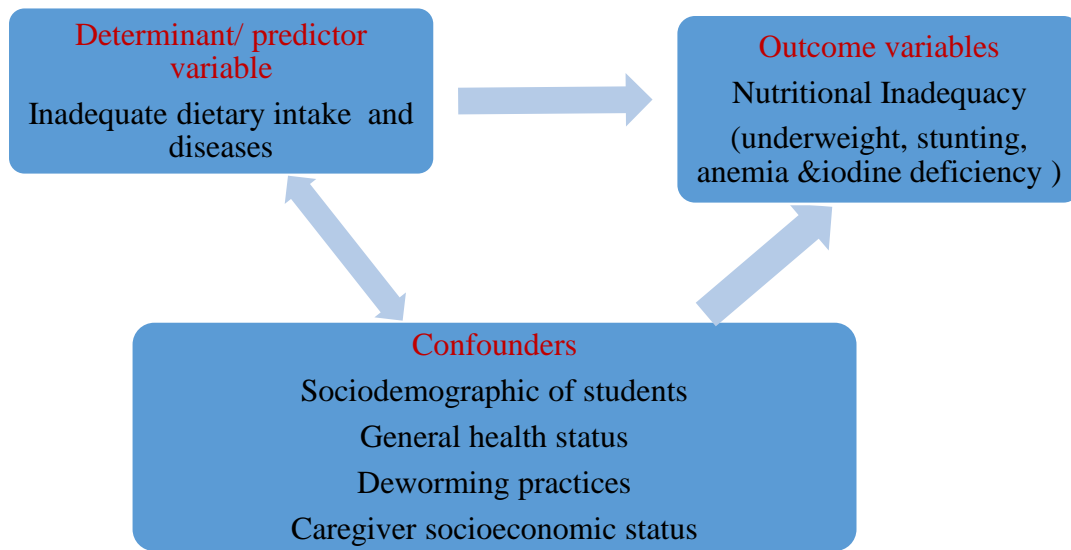 Determinant/ predictor
variable
Inadequate dietary intake and
diseases
Outcome variables
Nutritional Inadequacy
(underweight, stunting,
anemia &iodine deficiency )
Confounders
Sociodemographic of students
General health status
Deworming practices
Caregiver socioeconomic status